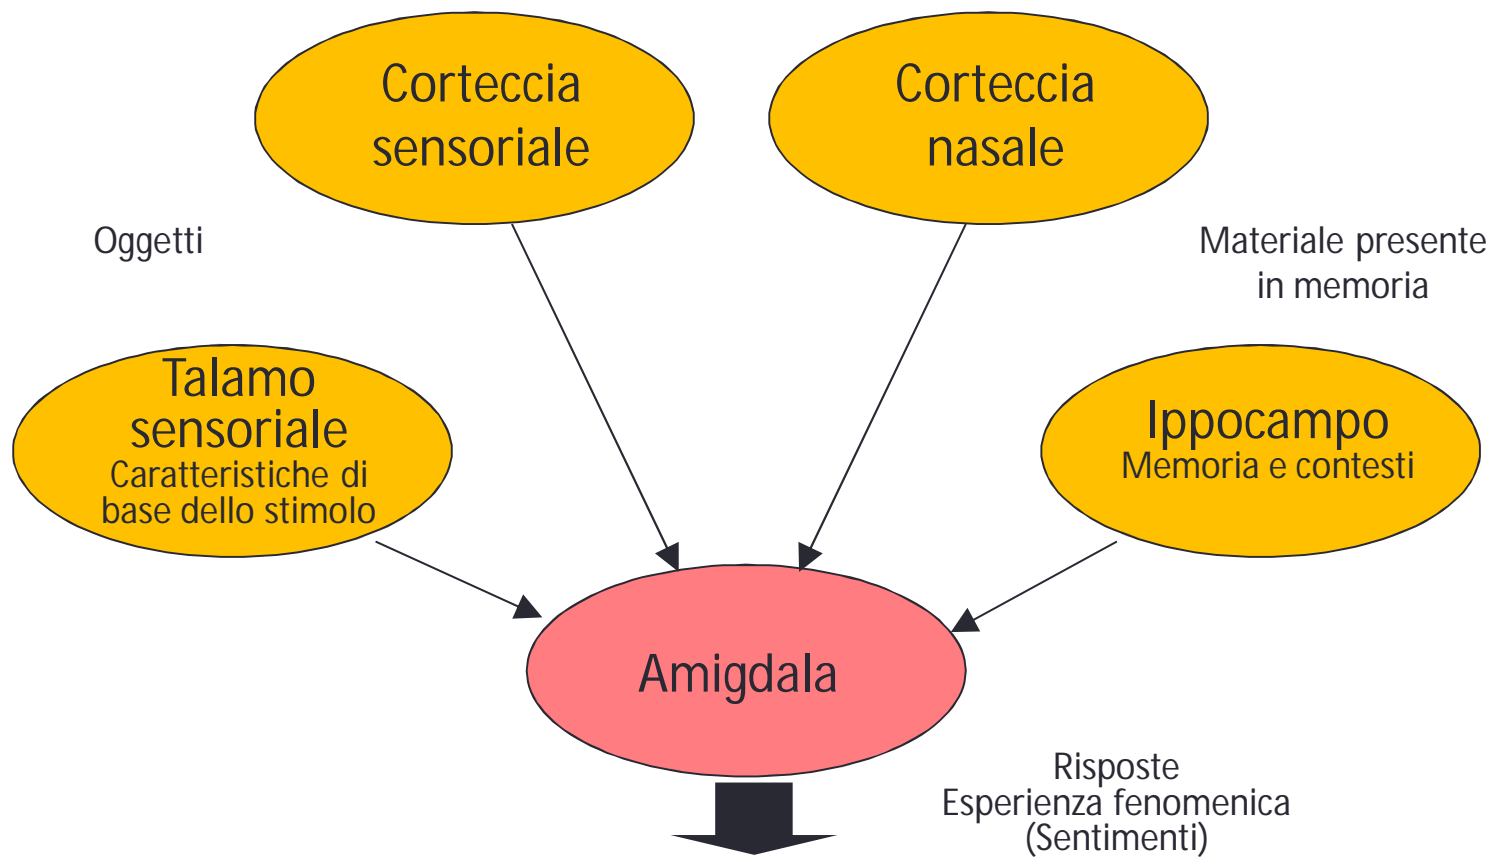 Corteccia
sensoriale
Corteccia
nasale
Oggetti
Materiale presente
in memoria
Talamo
sensoriale
Caratteristiche di
base dello stimolo
Ippocampo
Memoria e contesti
Amigdala
Risposte
Esperienza fenomenica
(Sentimenti)